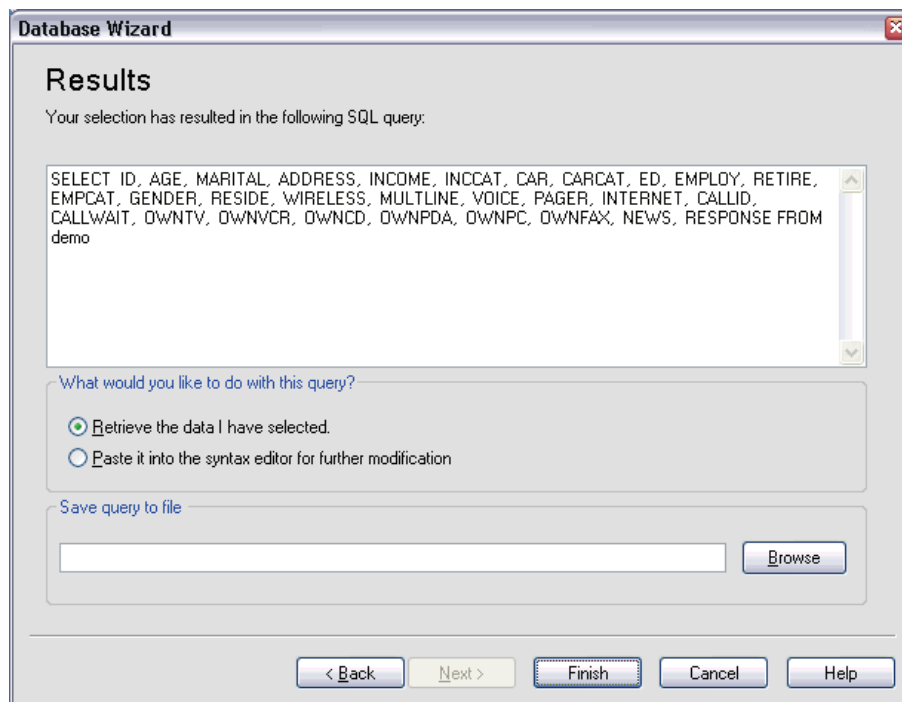 Database Wizard
Results
Your selection has resulted in the following SQL query:
SELECT ID, AGE, MARITAL, ADDRESS, INCOME, INCCAT, CAR, CARCAT, ED, EMPLOY, RETIRE,
EMPCAT, GENDER, RESIDE, WIRELESS, MULTLINE, VOICE, PAGER, INTERNET, CALLID,
CALLWAIT, OWNTV, OWNVCR, OWNCD, OWNPDA, OWNPC, OWNFAX, NEWS, RESPONSE FROM
demo
What would you like to do with this query?
Retrieve the data I have selected.
Paste it into the syntax editor for further modification
Save query to file
Browse
< Back Next > Finish Cancel Help